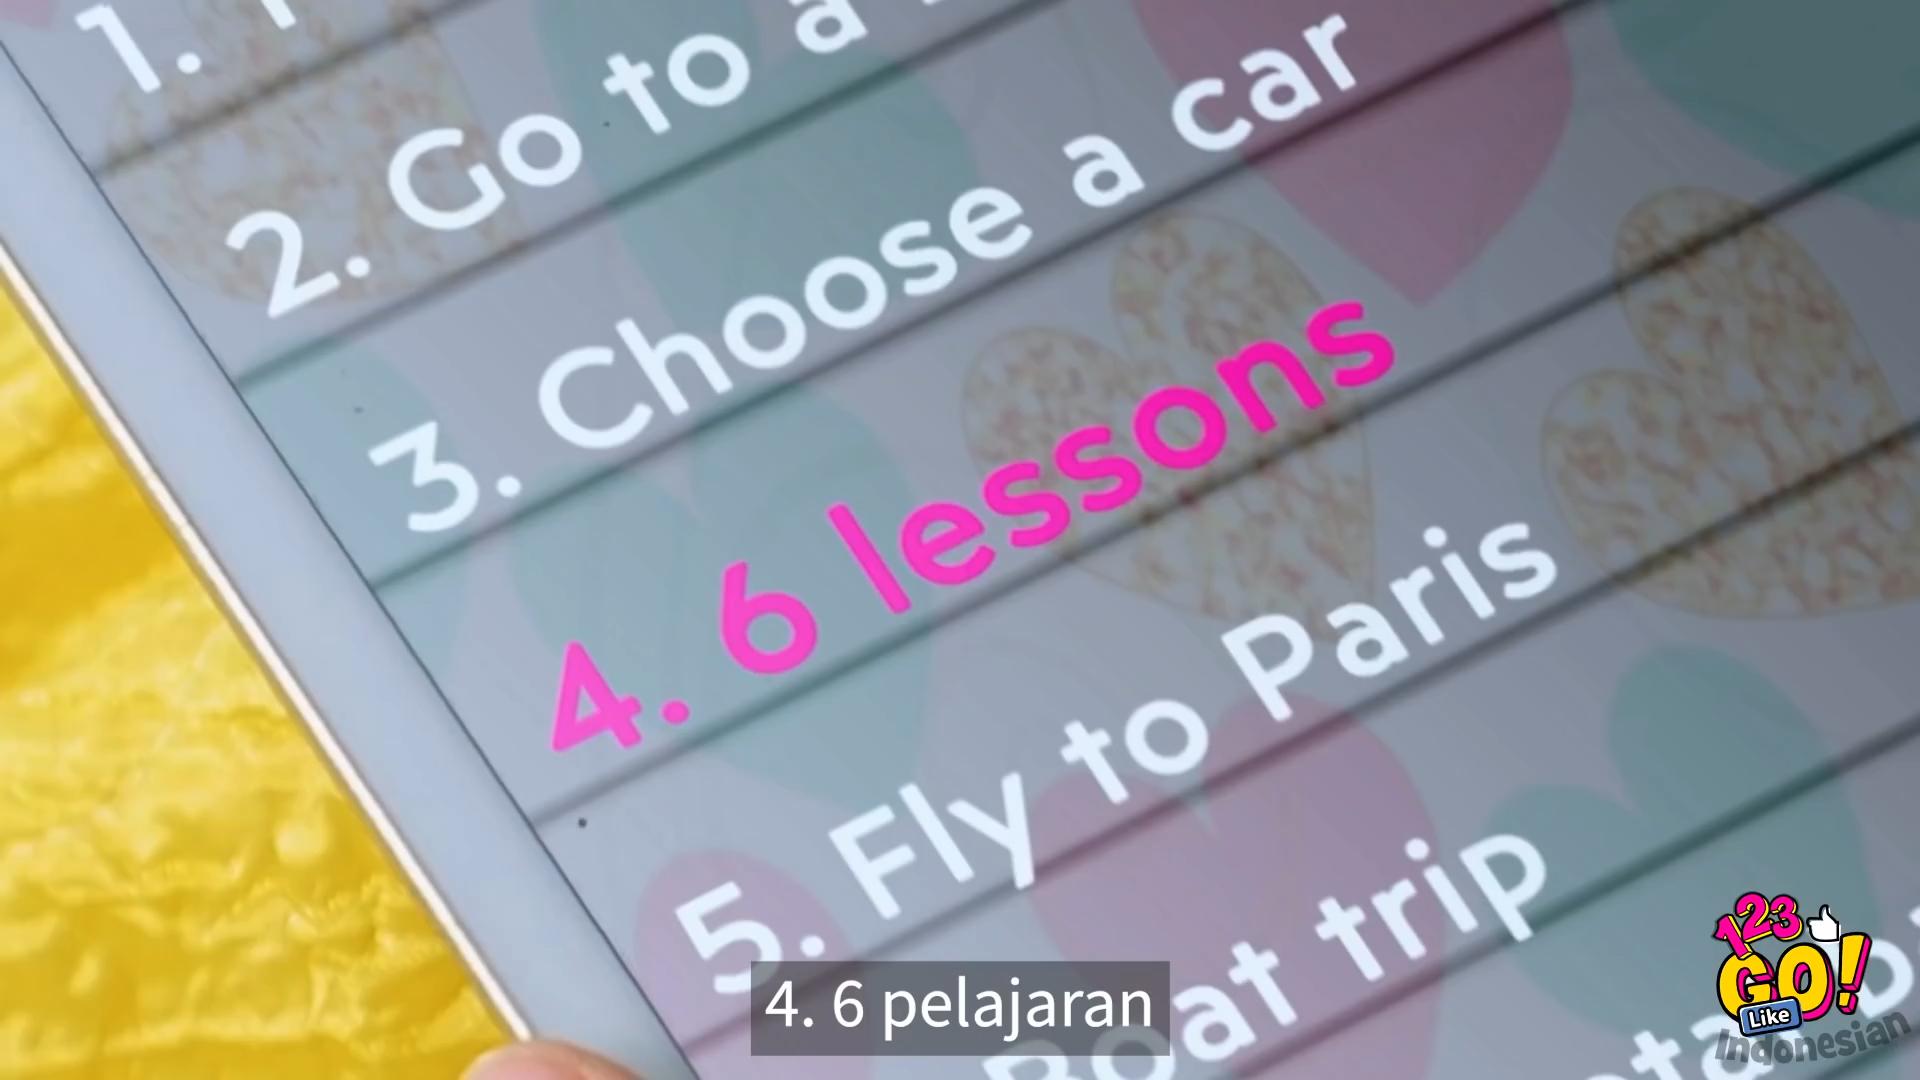 1.
2. Go to a
3. Choose a car
4. 6 lessons
5. Fly to Paris
Boat trip
4. 6 pelajaran
123
GO!
Like
Indonesian